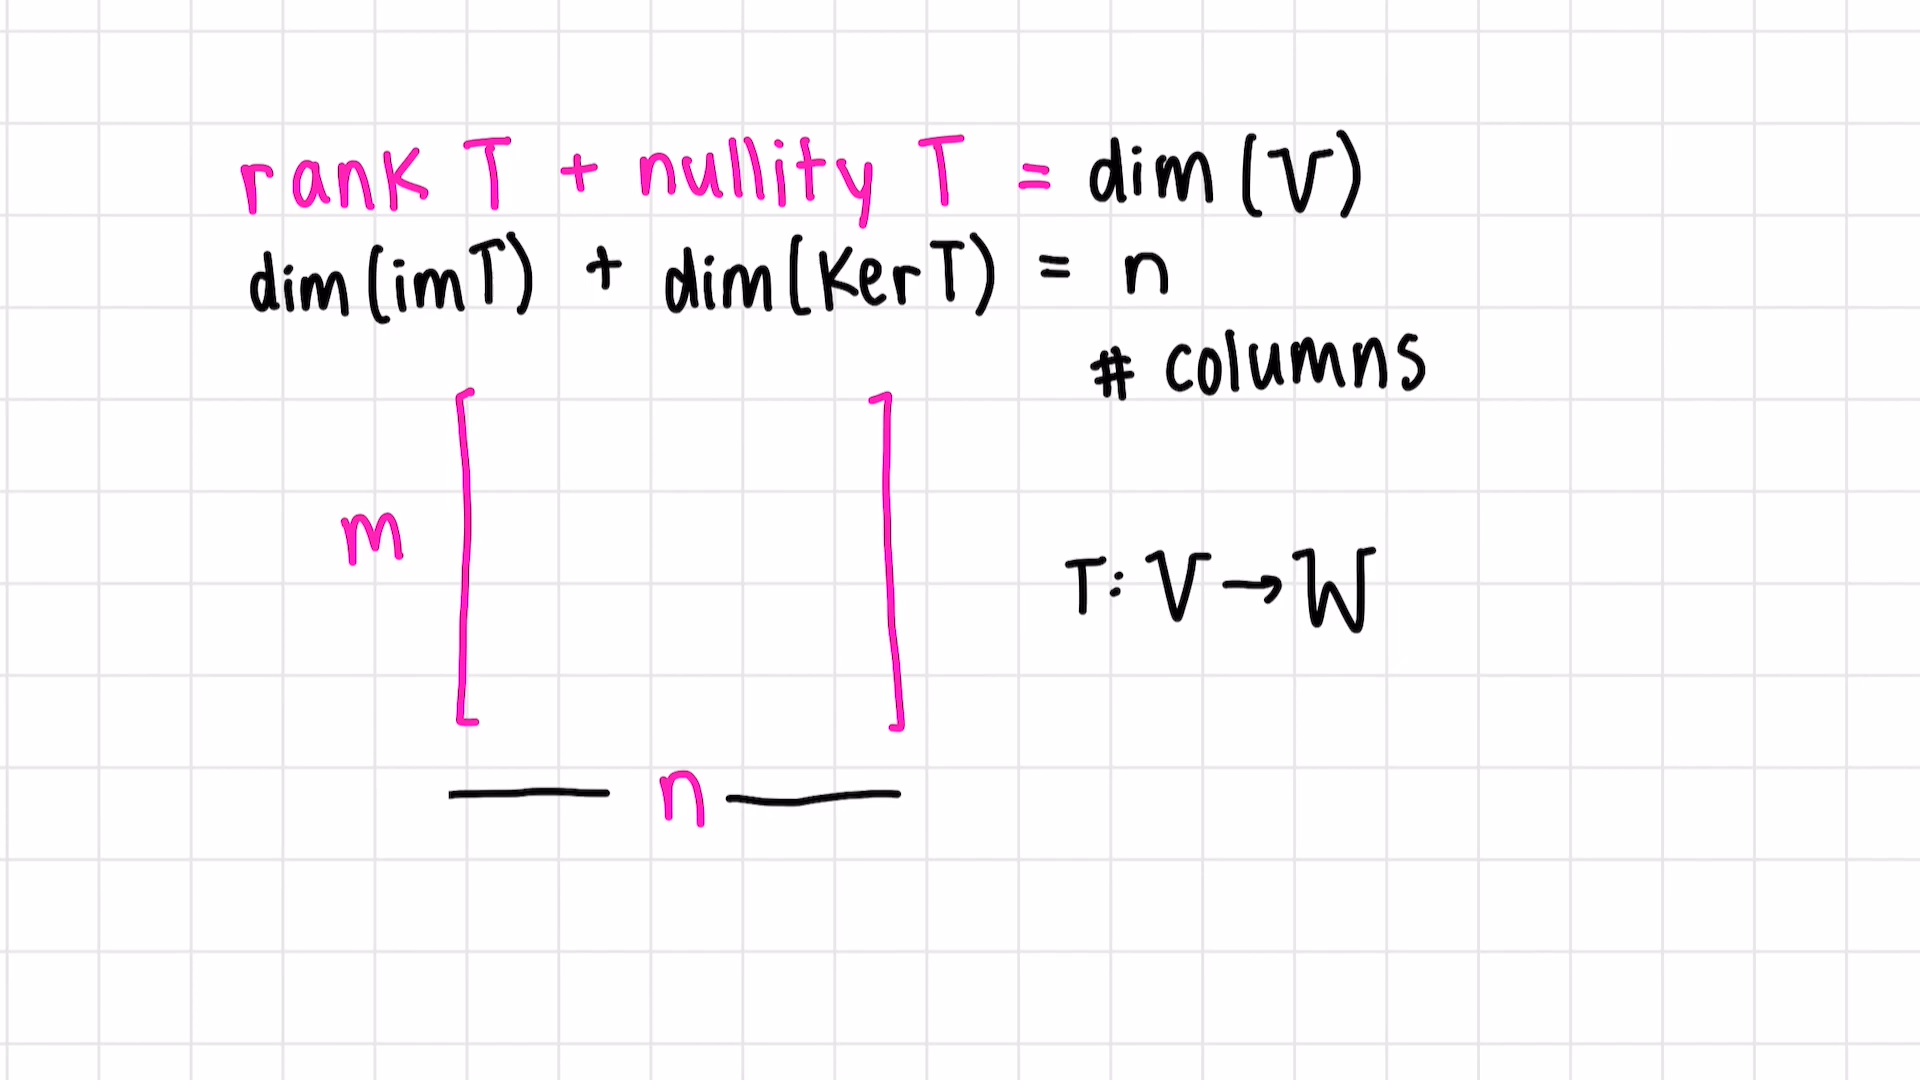 rank T + nullity T = dim (V)
dim(imT) + dim(KerT) = n
# columns
m
T: V → W
n